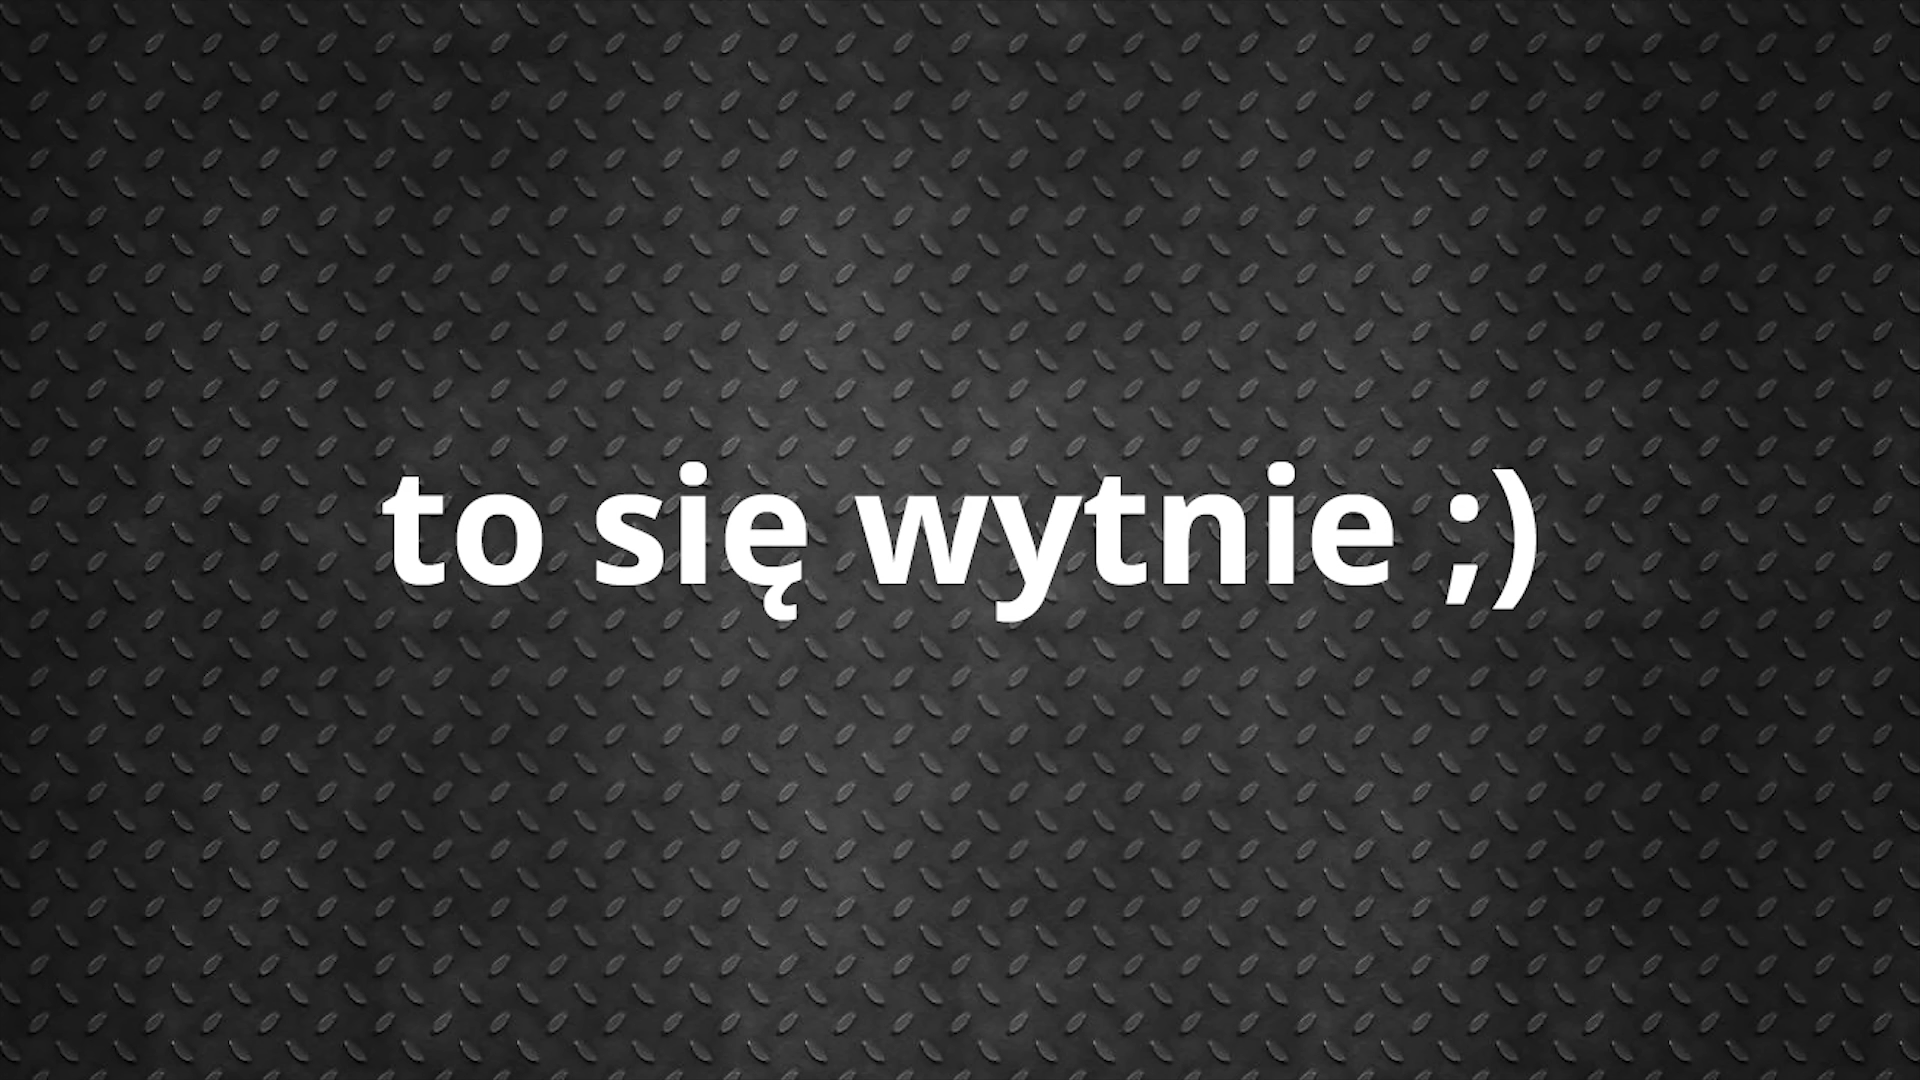 to się wytnie ;)